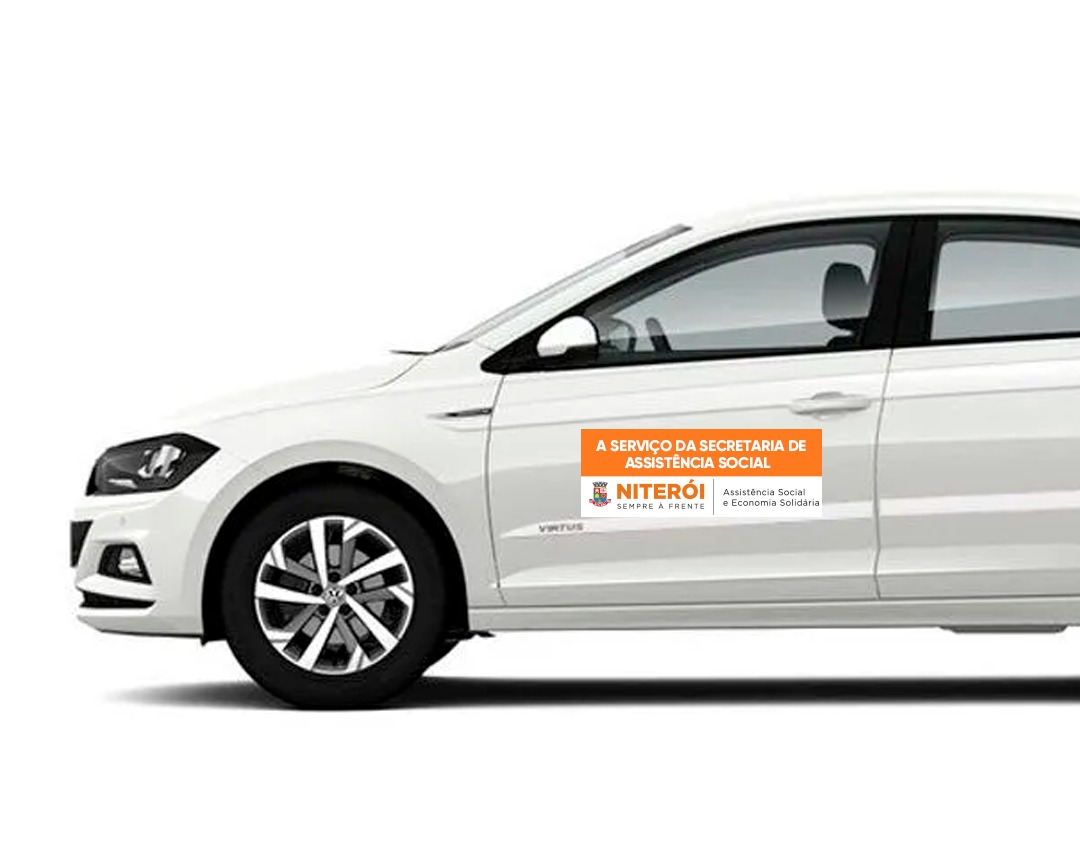 A SERVIÇO DA SECRETARIA DE
ASSISTÊNCIA SOCIAL
NITERÓI
SEMPRE À FRENTE
Assistência Social
e Economia Solidária
VIRTUS